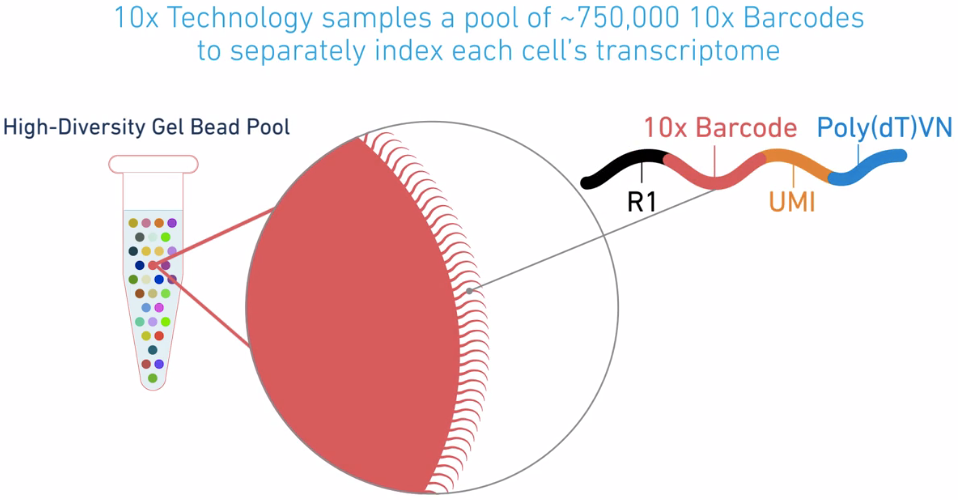 10x Technology samples a pool of ~750,000 10x Barcodes
to separately index each cell's transcriptome
High-Diversity Gel Bead Pool
10x Barcode
Poly(dT)VN
R1
UMI